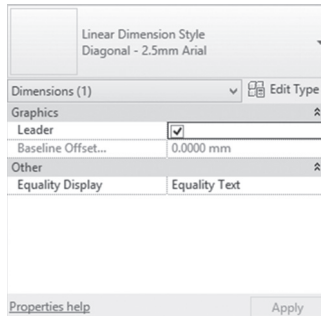 Linear Dimension Style
Diagonal - 2.5mm Arial
Dimensions (1) Edit Type
Graphics
Leader
Baseline Offset... 0.0000 mm
Other
Equality Display Equality Text
Properties help Apply